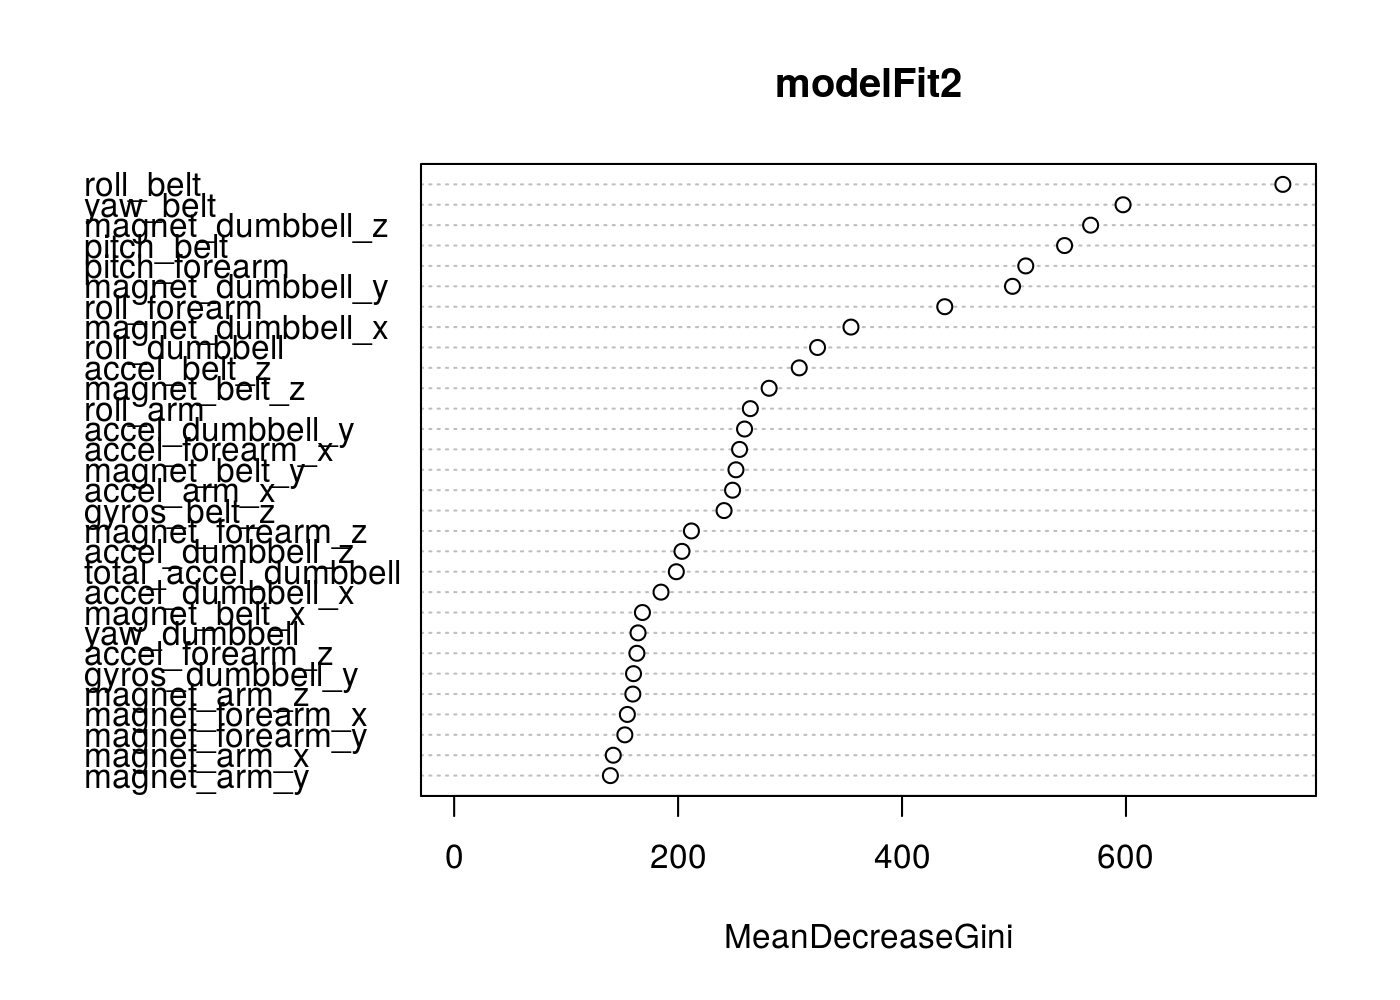 modelFit2
roll_belt
yaw_belt
magnet_dumbbell_z
pitch_belt
pitch_forearm
magnet_dumbbell_y
roll_forearm
magnet_dumbbell_x
roll_dumbbell
accel_belt_z
magnet_belt_z
roll_arm
accel_dumbbell_y
accel_forearm_x
magnet_belt_y
accel_arm_x
gyros_belt_z
magnet_forearm_z
accel_dumbbell_z
total_accel_dumbbell
accel_dumbbell_x
magnet_belt_x
yaw_dumbbell
accel_forearm_z
gyros_dumbbell_y
magnet_arm_z
magnet_forearm_x
magnet_forearm_y
magnet_arm_x
magnet_arm_y
0 200 400 600
MeanDecreaseGini